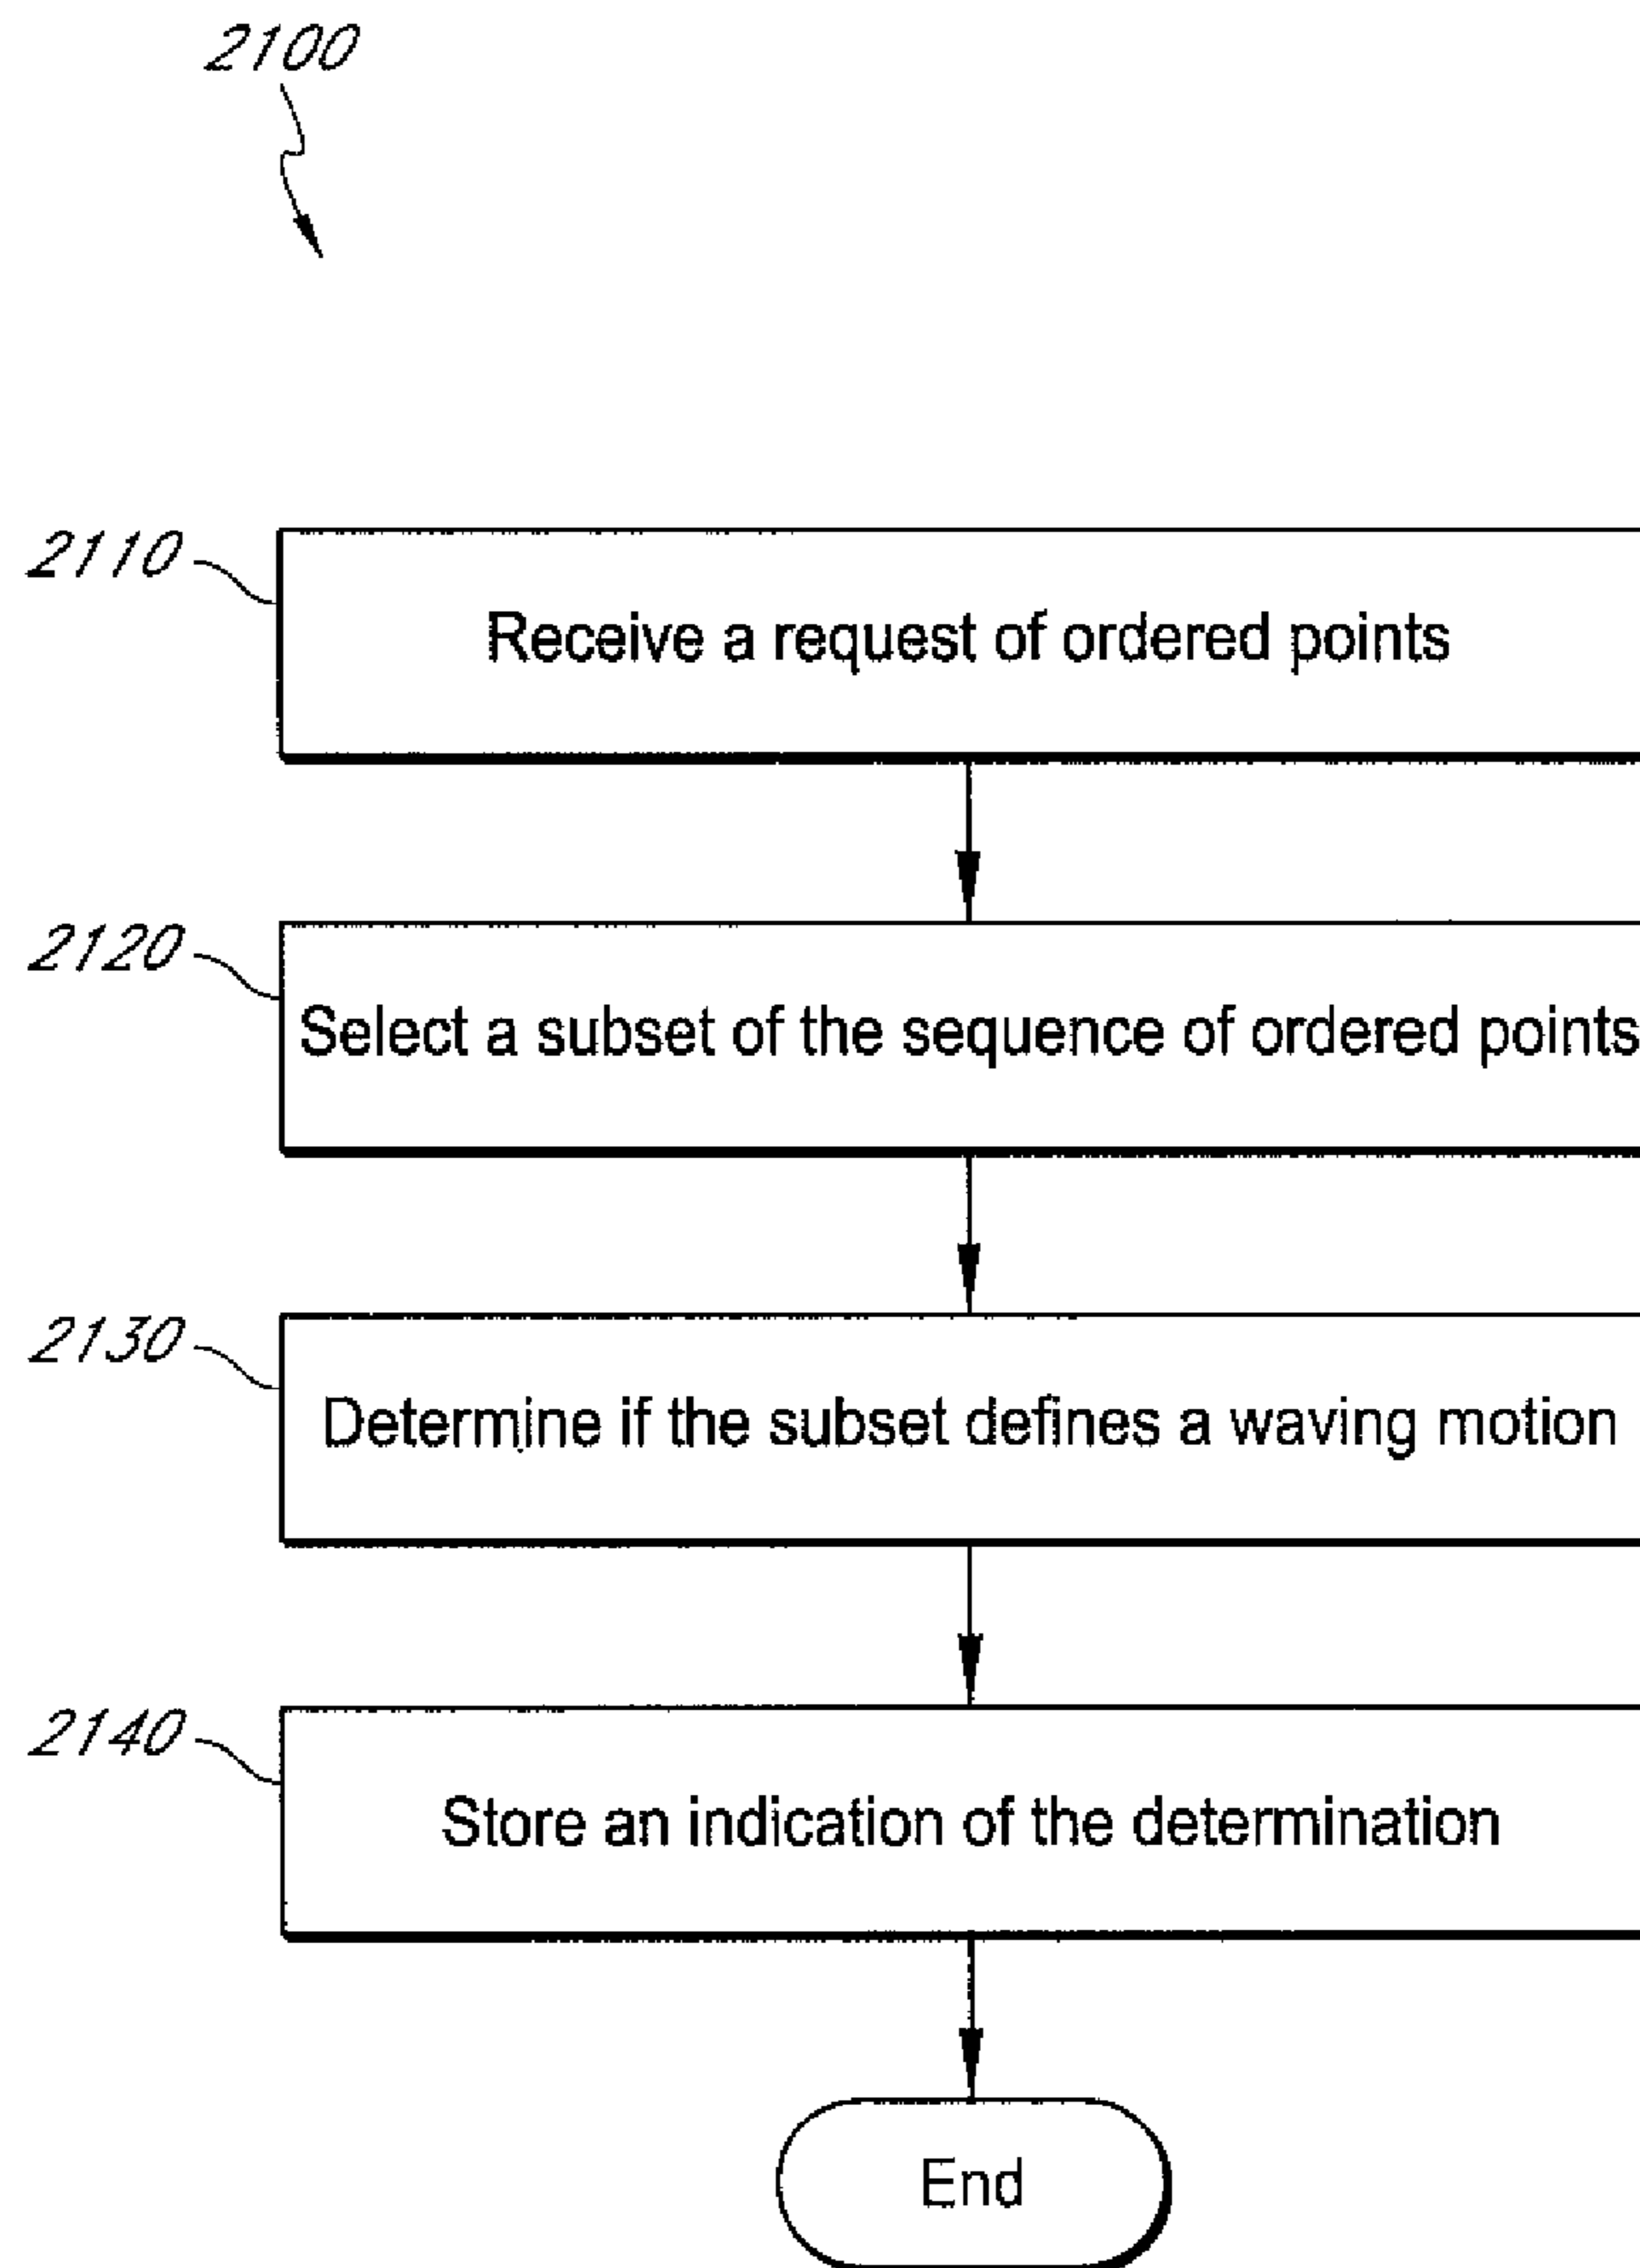 2100
2110
Receive a request of ordered points
2120
Select a subset of the sequence of ordered points
2130
Determine if the subset defines a waving motion
2140
Store an indication of the determination
End